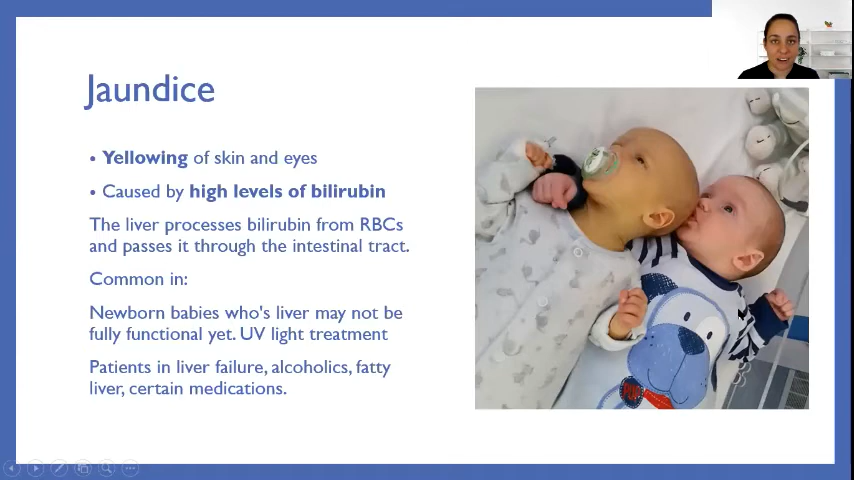 Jaundice
• Yellowing of skin and eyes
• Caused by high levels of bilirubin
The liver processes bilirubin from RBCs
and passes it through the intestinal tract.
Common in:
Newborn babies who's liver may not be
fully functional yet. UV light treatment
Patients in liver failure, alcoholics, fatty
liver, certain medications.